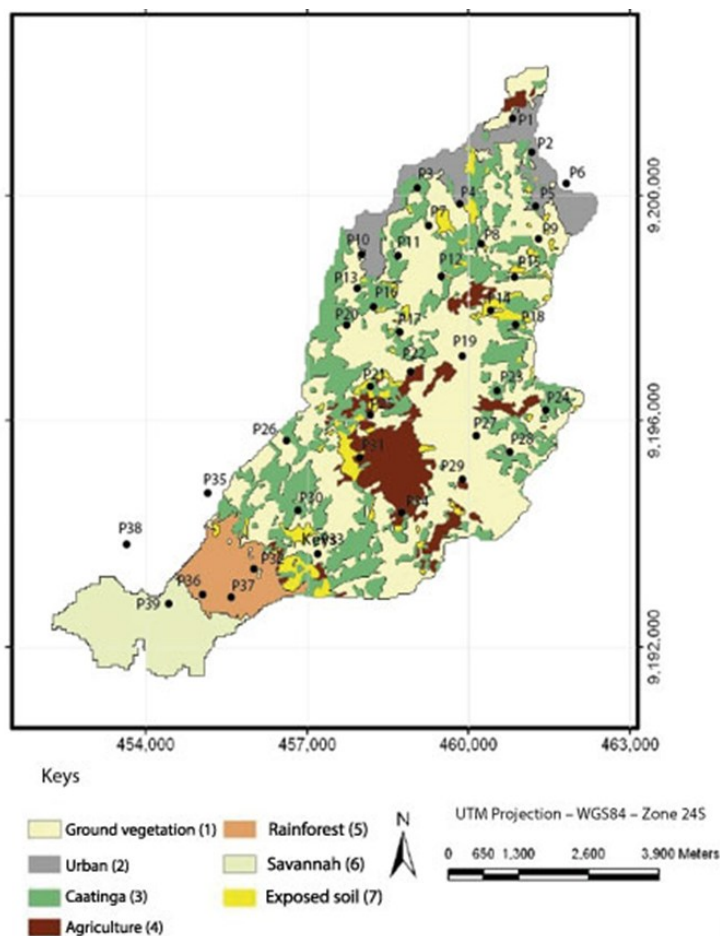 P1
P2
P6
P3
P4
P5
P7
P8
P9
P10
P11
P12
P15
P13
P16
P14
P20
P17
P18
P19
P22
P21
P23
P24
P26
P27
P28
P31
P29
P35
P30
P34
P38
Keys
P33
P32
P36
P37
P39
9,200,000
9,196,000
9,192,000
454,000 457,000 460,000 463,000
Keys
Ground vegetation (1)
Urban (2)
Caatinga (3)
Agriculture (4)
Rainforest (5)
Savannah (6)
Exposed soil (7)
N
UTM Projection – WGS84 – Zone 24S
0 650 1,300 2,600 3,900 Meters